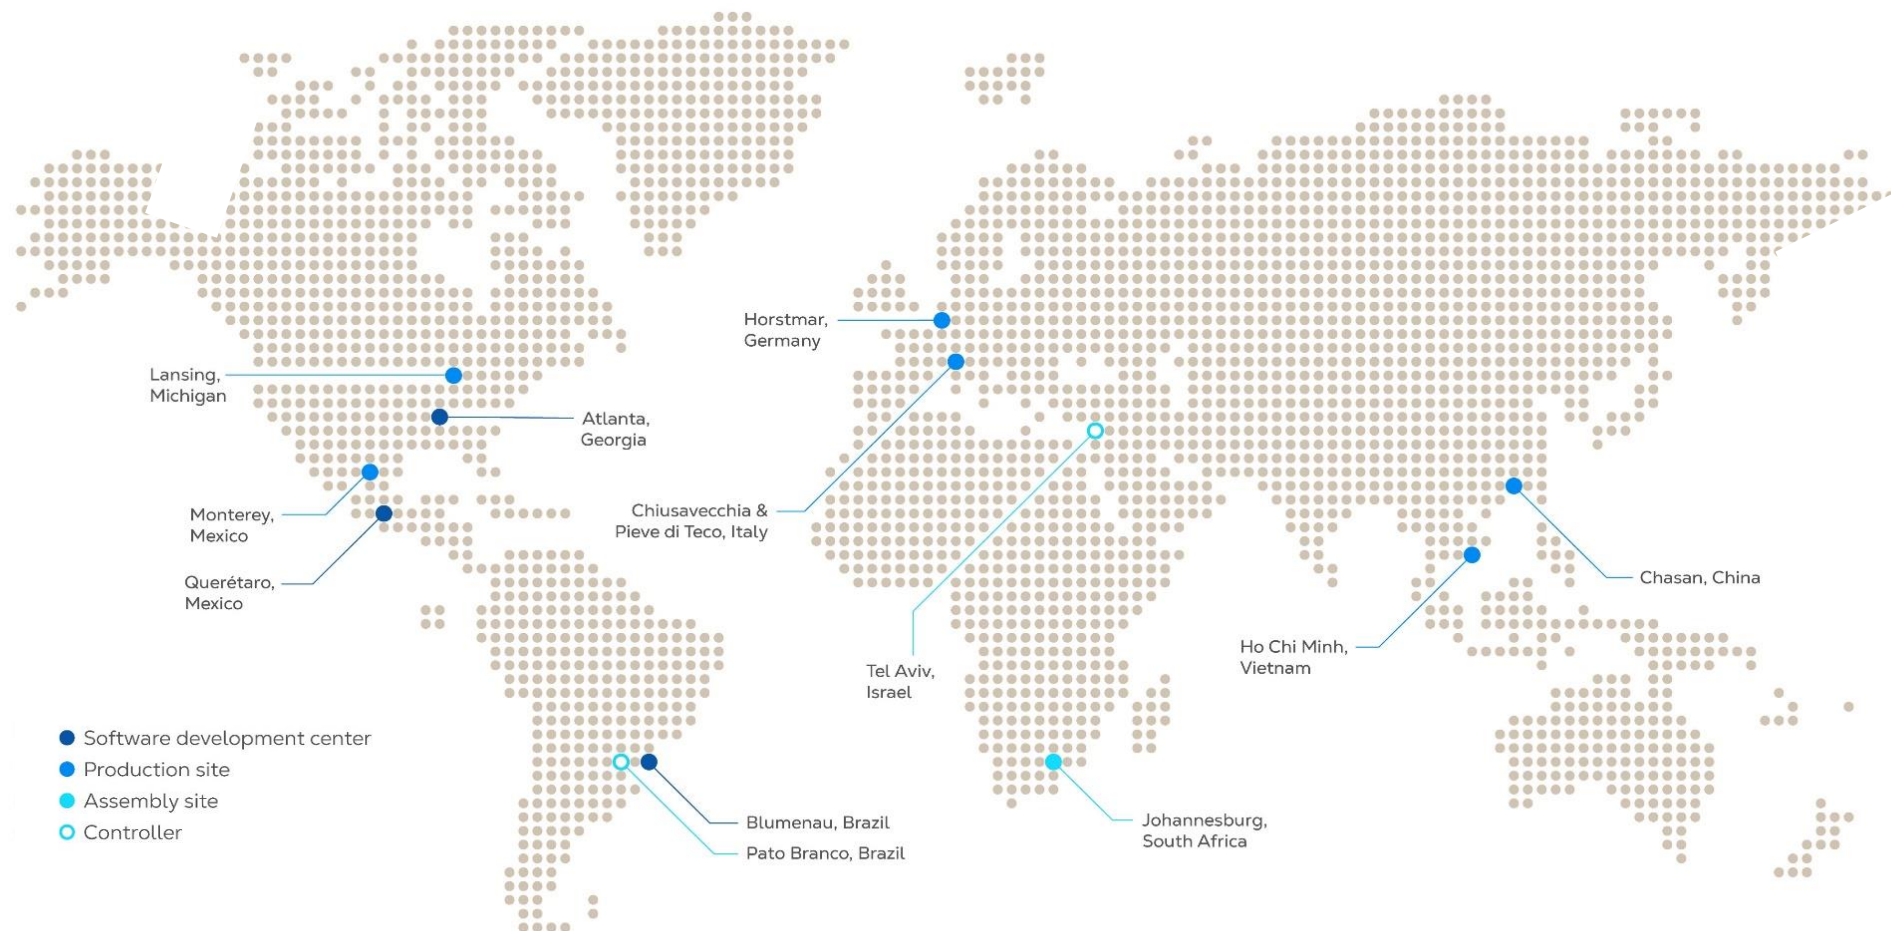 Horstmar,
Germany
Lansing,
Michigan
Atlanta,
Georgia
Monterey,
Mexico
Chiusavecchia &
Pieve di Teco, Italy
Querétaro,
Mexico
Chasan, China
Ho Chi Minh,
Vietnam
Tel Aviv,
Israel
Software development center
Production site
Assembly site
Controller
Blumenau, Brazil
Pato Branco, Brazil
Johannesburg,
South Africa